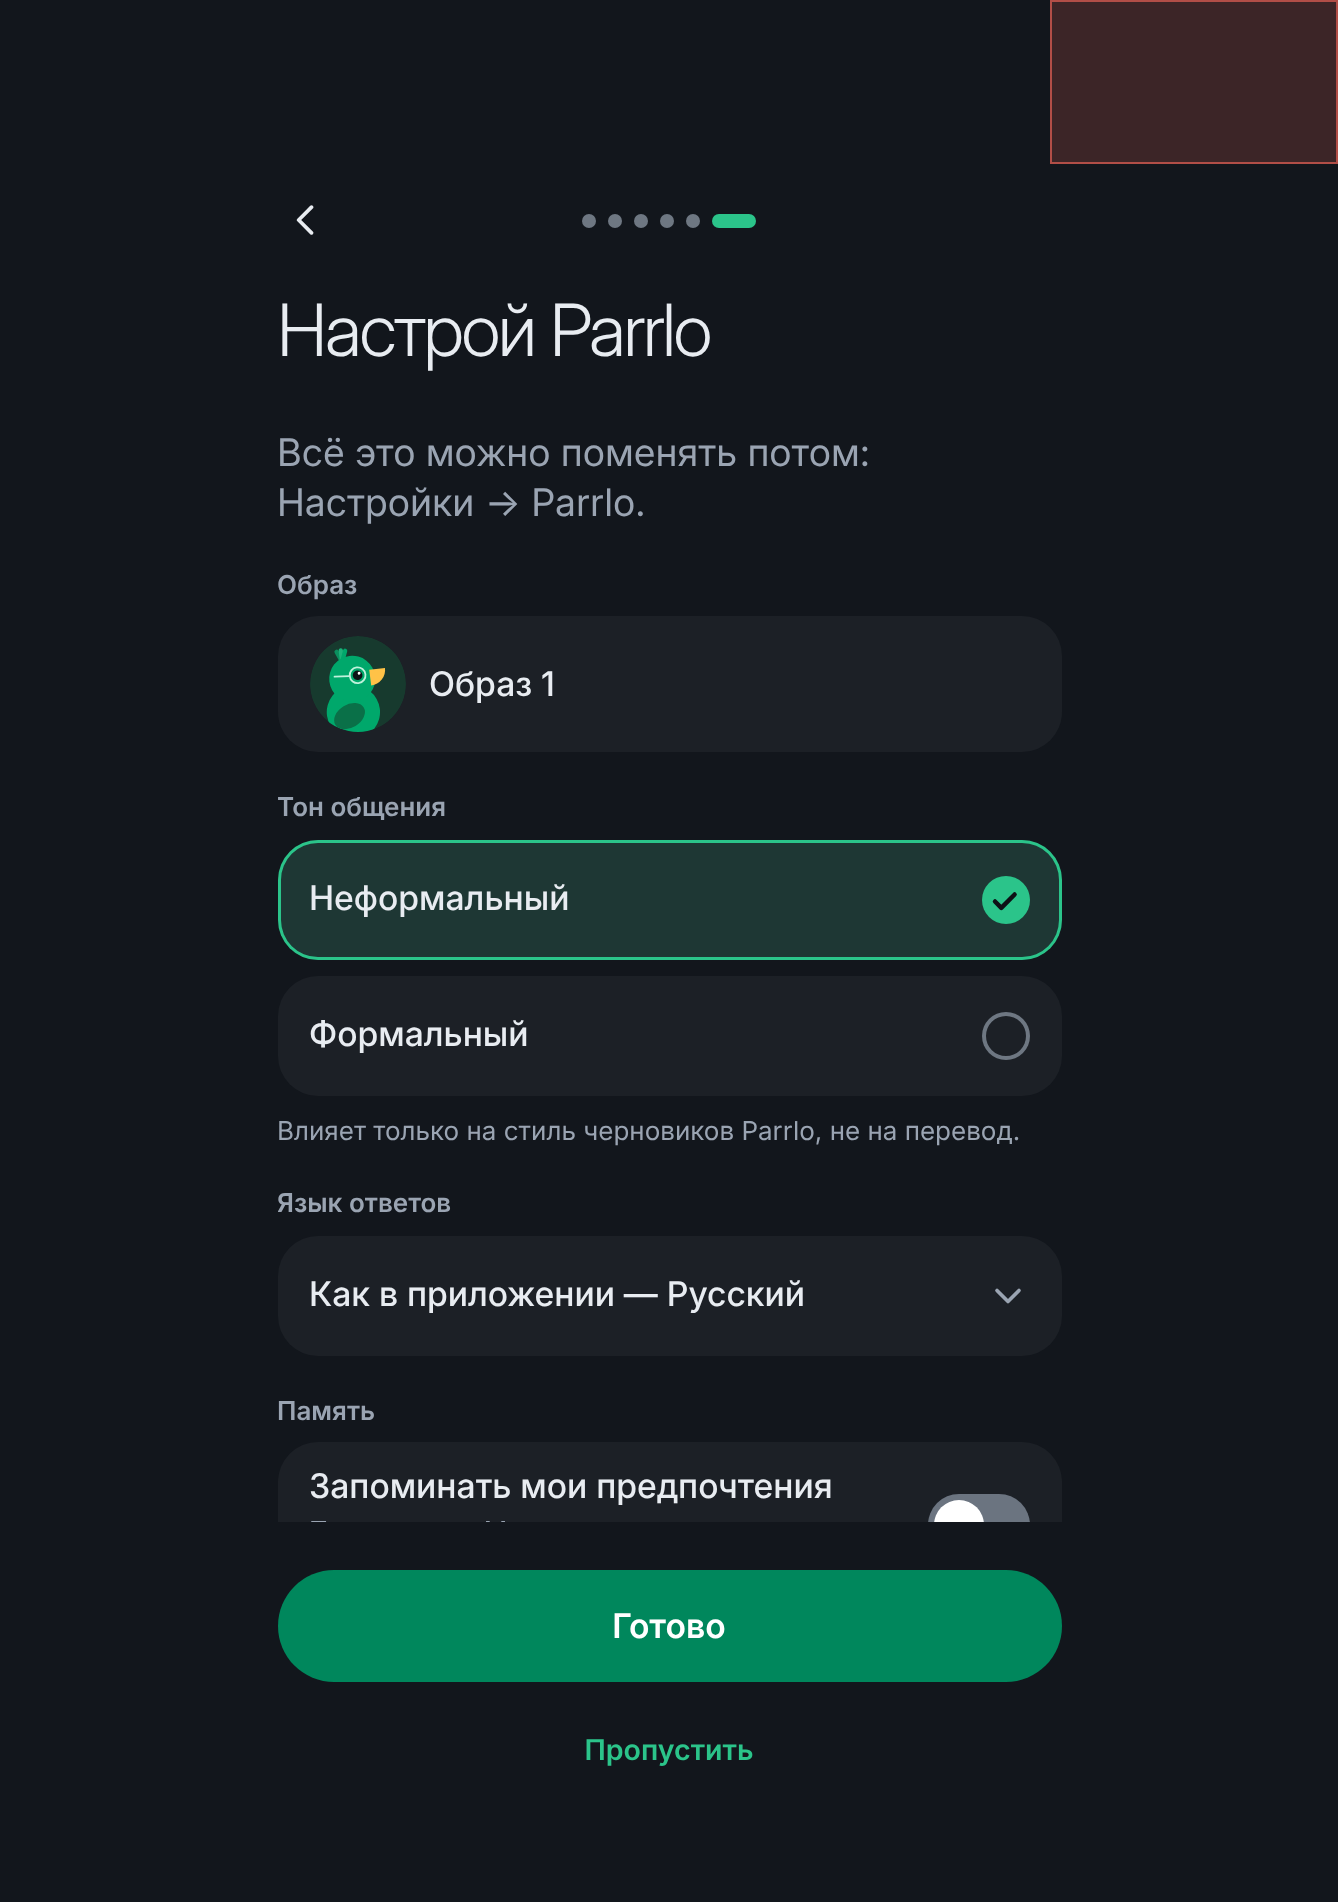 Настрой Parrlo
Всё это можно поменять потом:
Настройки → Parrlo.
Образ
Образ 1
Тон общения
Неформальный
Формальный
Влияет только на стиль черновиков Parrlo, не на перевод.
Язык ответов
Как в приложении — Русский
Память
Запоминать мои предпочтения
Готово
Пропустить